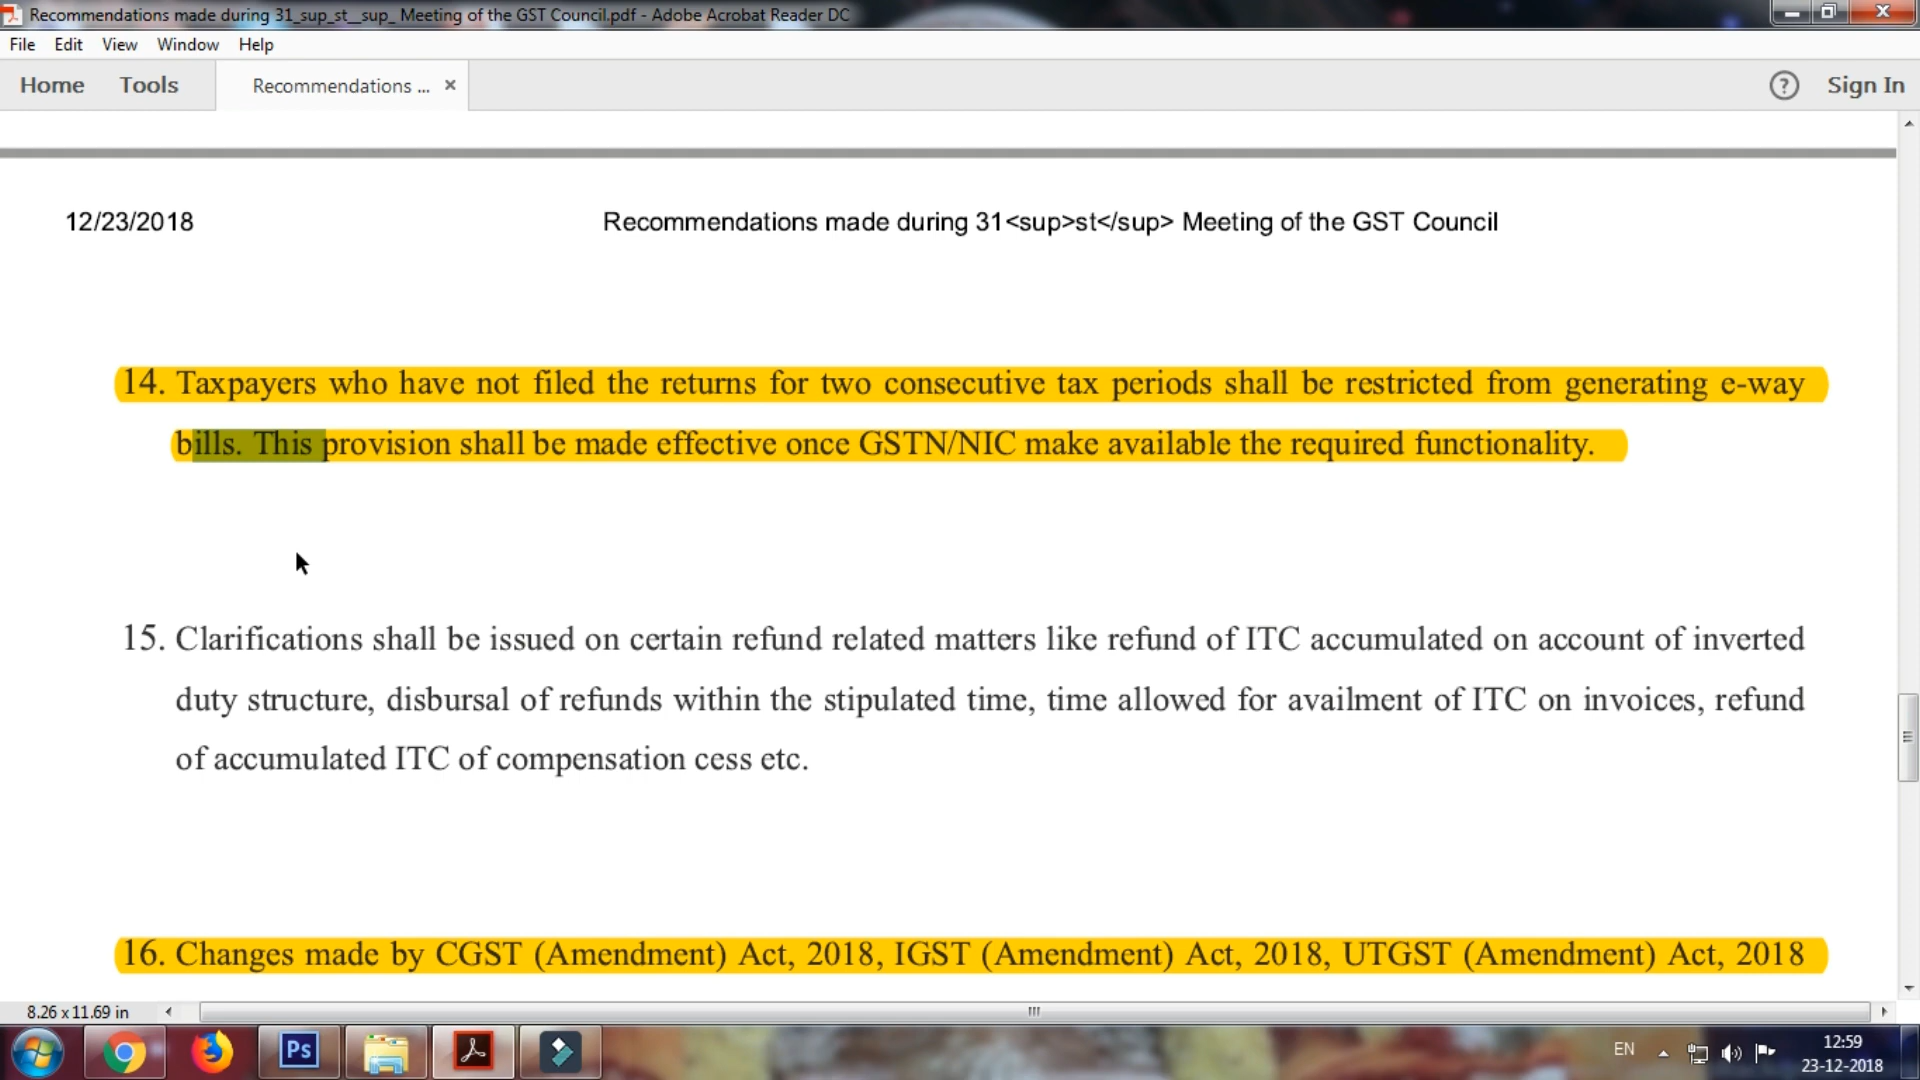 Recommendations made during 31_sup_st__sup_ Meeting of the GST Council.pdf - Adobe Acrobat Reader DC
File Edit View Window Help
Home Tools Recommendations ... × ? Sign In
12/23/2018 Recommendations made during 31<sup>st</sup> Meeting of the GST Council
14. Taxpayers who have not filed the returns for two consecutive tax periods shall be restricted from generating e-way
bills. This provision shall be made effective once GSTN/NIC make available the required functionality.
15. Clarifications shall be issued on certain refund related matters like refund of ITC accumulated on account of inverted
duty structure, disbursal of refunds within the stipulated time, time allowed for availment of ITC on invoices, refund
of accumulated ITC of compensation cess etc.
16. Changes made by CGST (Amendment) Act, 2018, IGST (Amendment) Act, 2018, UTGST (Amendment) Act, 2018
8.26 x 11.69 in
Ps EN 12:59
23-12-2018